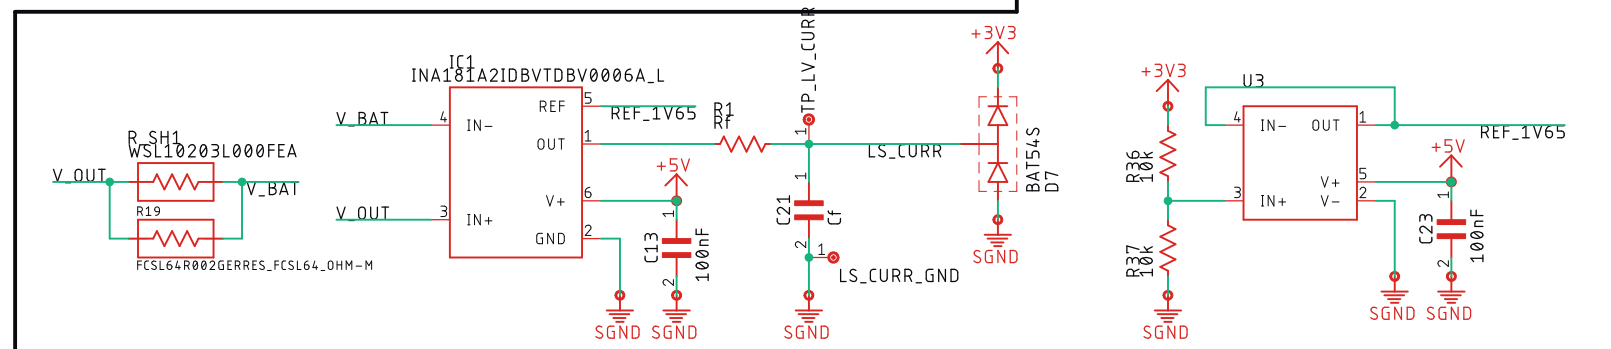 R_SH1
WSL10203L000FEA
V_OUT
V_BAT
R19
FCSL64R002GERRES_FCSL64_OHM-M
IC1
INA181A2IDBVTDBV0006A_L
V_BAT
4
IN-
REF
5
REF_1V65
OUT
1
V_OUT
3
IN+
V+
6
GND
2
R1
Rf
+5V
1
C13
100nF
2
SGND
SGND
TP_LV_CURR
1
LS_CURR
1
C21
Cf
2
1
LS_CURR_GND
SGND
+3V3
BAT54S
D7
SGND
+3V3
R36
10k
R37
10k
SGND
U3
4
IN-
OUT
1
REF_1V65
3
IN+
V+
5
V-
2
+5V
1
C23
100nF
2
SGND
SGND